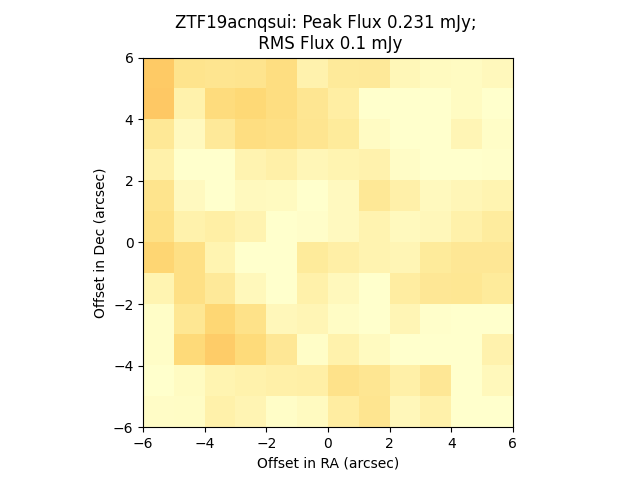 ZTF19acnqsui: Peak Flux 0.231 mJy;
RMS Flux 0.1 mJy
6
4
2
0
−2
−4
−6
Offset in Dec (arcsec)
−6 −4 −2 0 2 4 6
Offset in RA (arcsec)